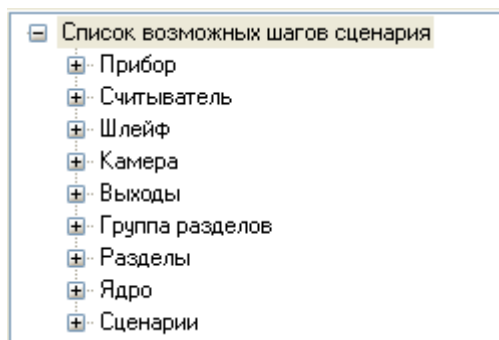 Список возможных шагов сценария
Прибор
Считыватель
Шлейф
Камера
Выходы
Группа разделов
Разделы
Ядро
Сценарии